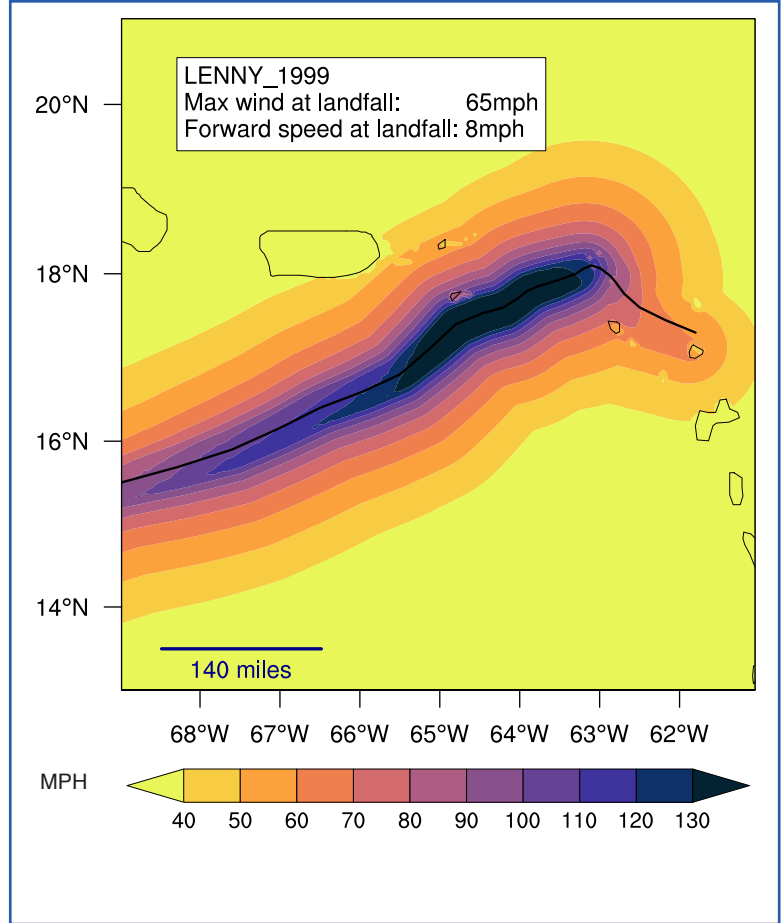 LENNY_1999
Max wind at landfall: 65mph
Forward speed at landfall: 8mph
20°N
18°N
16°N
14°N
140 miles
68°W 67°W 66°W 65°W 64°W 63°W 62°W
MPH
40 50 60 70 80 90 100 110 120 130